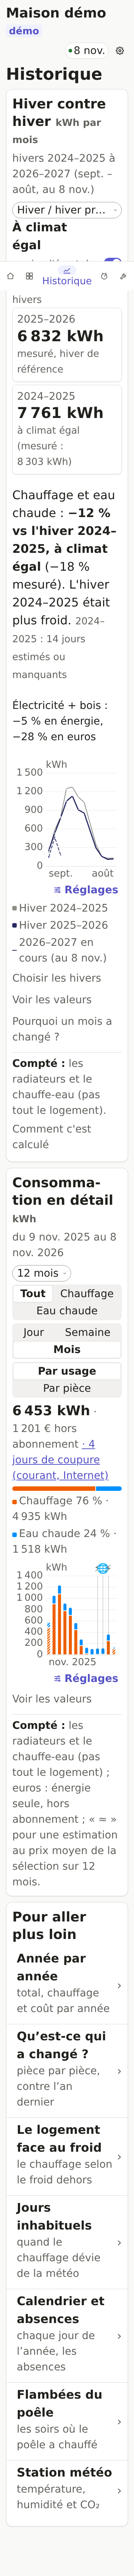 Maison démo
démo
8 nov.
Historique
Hiver contre
hiver kWh par
mois
hivers 2024–2025 à
2026–2027 (sept. –
août, au 8 nov.)
Hiver / hiver pr…
À climat
égal
Historique
hivers
2025–2026
6 832 kWh
mesuré, hiver de
référence
2024–2025
7 761 kWh
à climat égal
(mesuré :
8 303 kWh)
Chauffage et eau
chaude : −12 %
vs l'hiver 2024–
2025, à climat
égal (−18 %
mesuré). L'hiver
2024–2025 était
plus froid. 2024–
2025 : 14 jours
estimés ou
manquants
Électricité + bois :
−5 % en énergie,
−28 % en euros
kWh
1 500
1 200
900
600
300
0
sept. août
Réglages
Hiver 2024–2025
Hiver 2025–2026
2026–2027 en
cours (au 8 nov.)
Choisir les hivers
Voir les valeurs
Pourquoi un mois a
changé ?
Compté : les
radiateurs et le
chauffe-eau (pas
tout le logement).
Comment c'est
calculé
Consomma-
tion en détail
kWh
du 9 nov. 2025 au 8
nov. 2026
12 mois
Tout Chauffage
Eau chaude
Jour Semaine
Mois
Par usage
Par pièce
6 453 kWh ·
1 201 € hors
abonnement · 4
jours de coupure
(courant, Internet)
Chauffage 76 % ·
4 935 kWh
Eau chaude 24 % ·
1 518 kWh
kWh
1 400
1 200
1 000
800
600
400
200
0
nov. 2025
Réglages
Voir les valeurs
Compté : les
radiateurs et le
chauffe-eau (pas
tout le logement) ;
euros : énergie
seule, hors
abonnement ; « ≈ »
pour une estimation
au prix moyen de la
sélection sur 12
mois.
Pour aller
plus loin
Année par
année
total, chauffage
et coût par année
Qu’est-ce qui
a changé ?
pièce par pièce,
contre l’an
dernier
Le logement
face au froid
le chauffage selon
le froid dehors
Jours
inhabituels
quand le
chauffage dévie
de la météo
Calendrier et
absences
chaque jour de
l’année, les
absences
Flambées du
poêle
les soirs où le
poêle a chauffé
Station météo
température,
humidité et CO₂